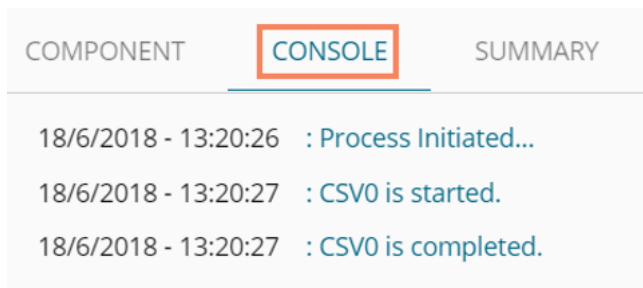 COMPONENT CONSOLE SUMMARY
18/6/2018 - 13:20:26 : Process Initiated...
18/6/2018 - 13:20:27 : CSV0 is started.
18/6/2018 - 13:20:27 : CSV0 is completed.